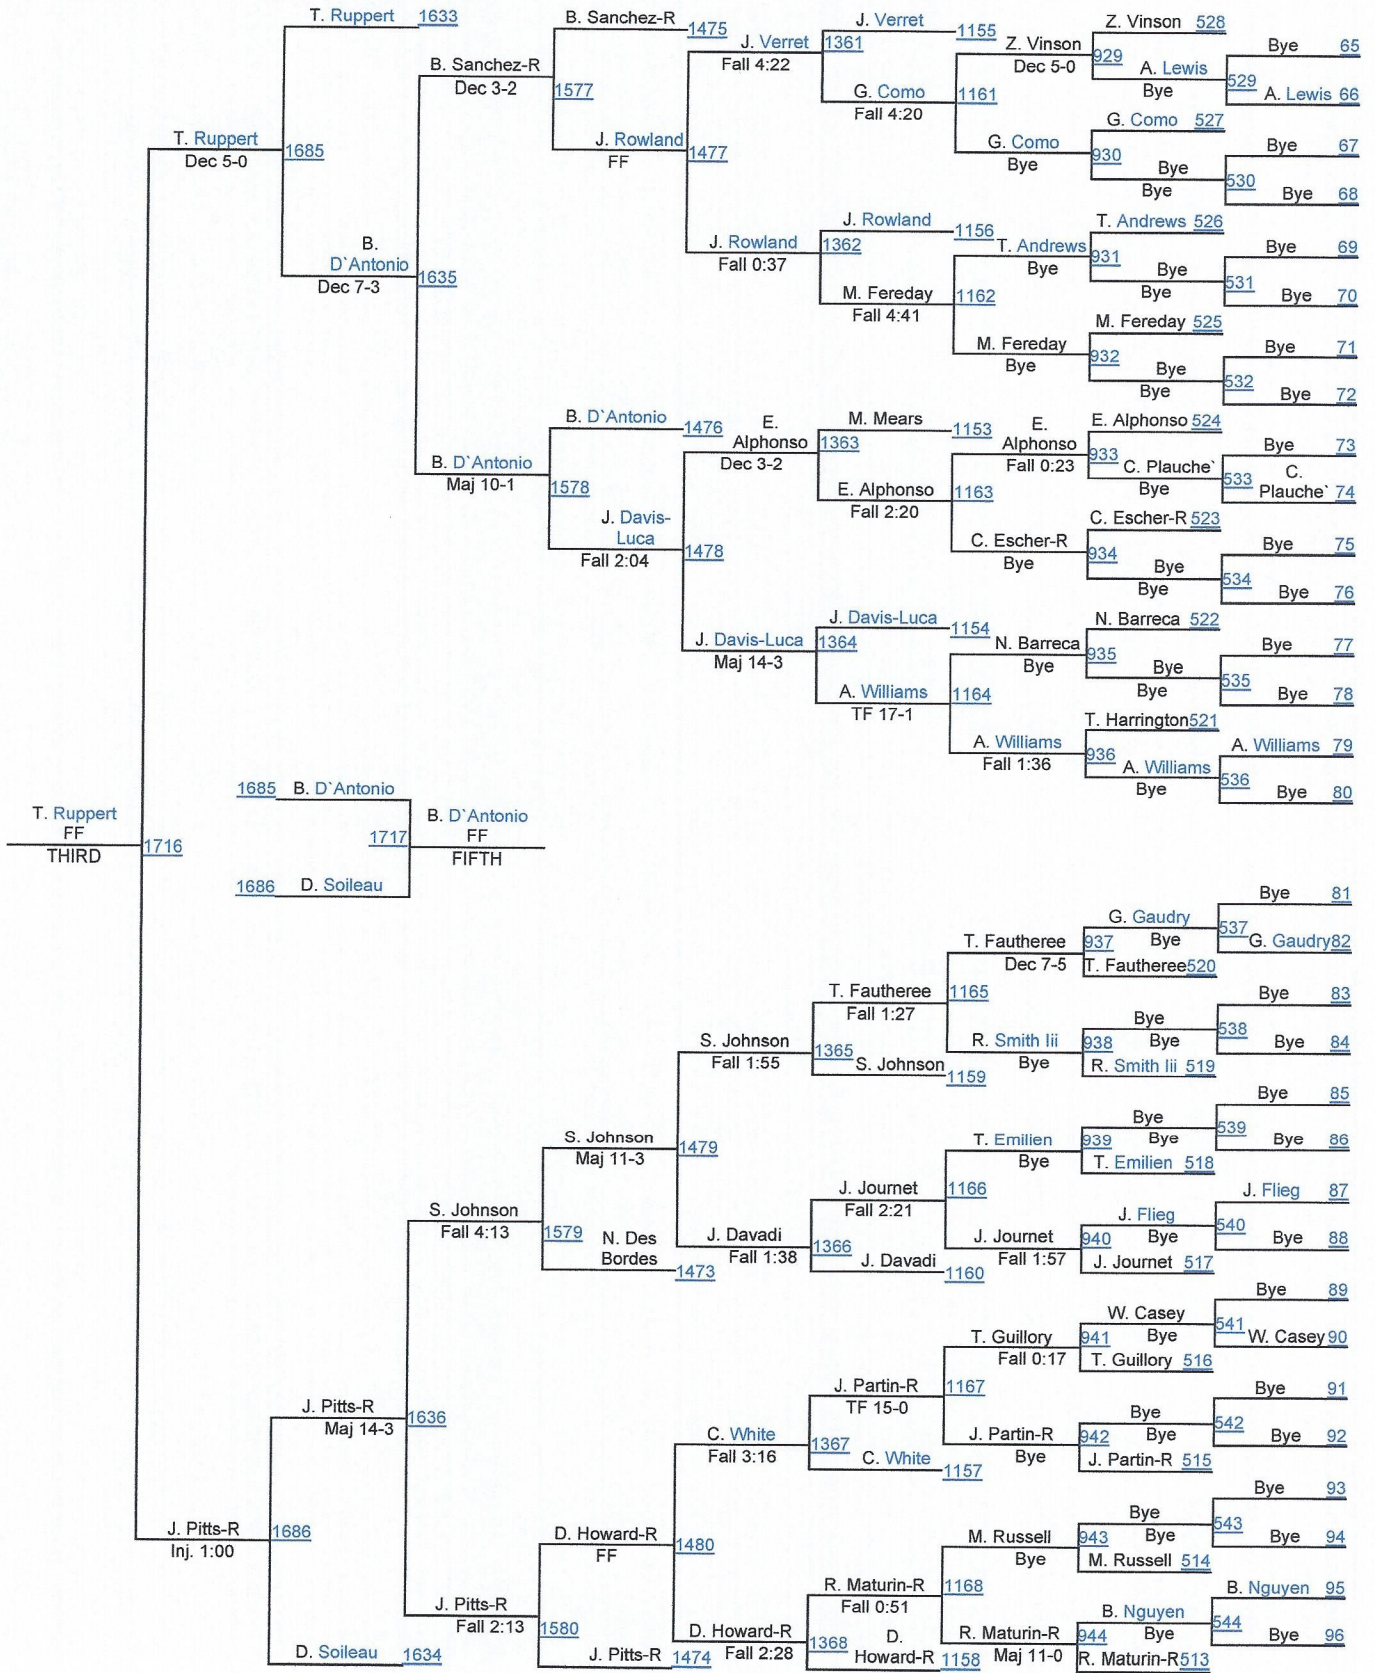 T. Ruppert 1633
B. Sanchez-R 1475
J. Verret 1155
Z. Vinson 528
Bye 65
J. Verret 1361
Fall 4:22
Z. Vinson 929
Dec 5-0
A. Lewis 529
Bye
A. Lewis 66
B. Sanchez-R 1577
Dec 3-2
G. Como 1161
Fall 4:20
G. Como 527
Bye 67
T. Ruppert 1685
Dec 5-0
J. Rowland 1477
FF
G. Como 930
Bye
Bye 530
Bye
Bye 68
J. Rowland 1156
T. Andrews 526
Bye 69
J. Rowland 1362
Fall 0:37
T. Andrews 931
Bye
Bye 531
Bye
Bye 70
B.
D`Antonio 1635
Dec 7-3
M. Fereday 1162
Fall 4:41
M. Fereday 525
Bye 71
M. Fereday 932
Bye
Bye 532
Bye
Bye 72
B. D`Antonio 1476
M. Mears 1153
E. Alphonso 524
Bye 73
E.
Alphonso 1363
Dec 3-2
E.
Alphonso 933
Fall 0:23
C. Plauche` 533
Bye
C.
Plauche` 74
B. D`Antonio 1578
Maj 10-1
E. Alphonso 1163
Fall 2:20
C. Escher-R 523
Bye 75
J. Davis-
Luca 1478
Fall 2:04
C. Escher-R 934
Bye
Bye 534
Bye
Bye 76
J. Davis-Luca 1154
N. Barreca 522
Bye 77
J. Davis-Luca 1364
Maj 14-3
N. Barreca 935
Bye
Bye 535
Bye
Bye 78
A. Williams 1164
TF 17-1
T. Harrington 521
A. Williams 79
A. Williams 936
Fall 1:36
A. Williams 536
Bye
Bye 80
1685 B. D`Antonio
T. Ruppert
FF
THIRD
1716
1717
B. D`Antonio
FF
FIFTH
1686 D. Soileau
Bye 81
G. Gaudry 537
Bye
G. Gaudry 82
T. Fautheree 937
Dec 7-5
T. Fautheree 520
T. Fautheree 1165
Fall 1:27
Bye 83
Bye 538
Bye
Bye 84
S. Johnson 1365
Fall 1:55
R. Smith Iii 938
Bye
R. Smith Iii 519
S. Johnson 1159
Bye 85
S. Johnson 1479
Maj 11-3
T. Emilien 939
Bye
Bye 539
Bye
Bye 86
T. Emilien 518
J. Journet 1166
Fall 2:21
J. Flieg 87
S. Johnson 1579
Fall 4:13
J. Flieg 540
Bye
Bye 88
N. Des
Bordes 1473
J. Davadi 1366
Fall 1:38
J. Journet 940
Fall 1:57
J. Journet 517
J. Davadi 1160
Bye 89
W. Casey 541
Bye
W. Casey 90
T. Guillory 941
Fall 0:17
T. Guillory 516
J. Partin-R 1167
TF 15-0
Bye 91
J. Pitts-R 1636
Maj 14-3
Bye 542
Bye
Bye 92
C. White 1367
Fall 3:16
J. Partin-R 942
Bye
J. Partin-R 515
C. White 1157
Bye 93
J. Pitts-R 1686
Inj. 1:00
D. Howard-R 1480
FF
M. Russell 943
Bye
Bye 543
Bye
Bye 94
M. Russell 514
R. Maturin-R 1168
Fall 0:51
B. Nguyen 95
J. Pitts-R 1580
Fall 2:13
B. Nguyen 544
Bye
Bye 96
D. Howard-R 1368
Fall 2:28
R. Maturin-R 944
Maj 11-0
R. Maturin-R 513
D. Soileau 1634
J. Pitts-R 1474
D.
Howard-R 1158